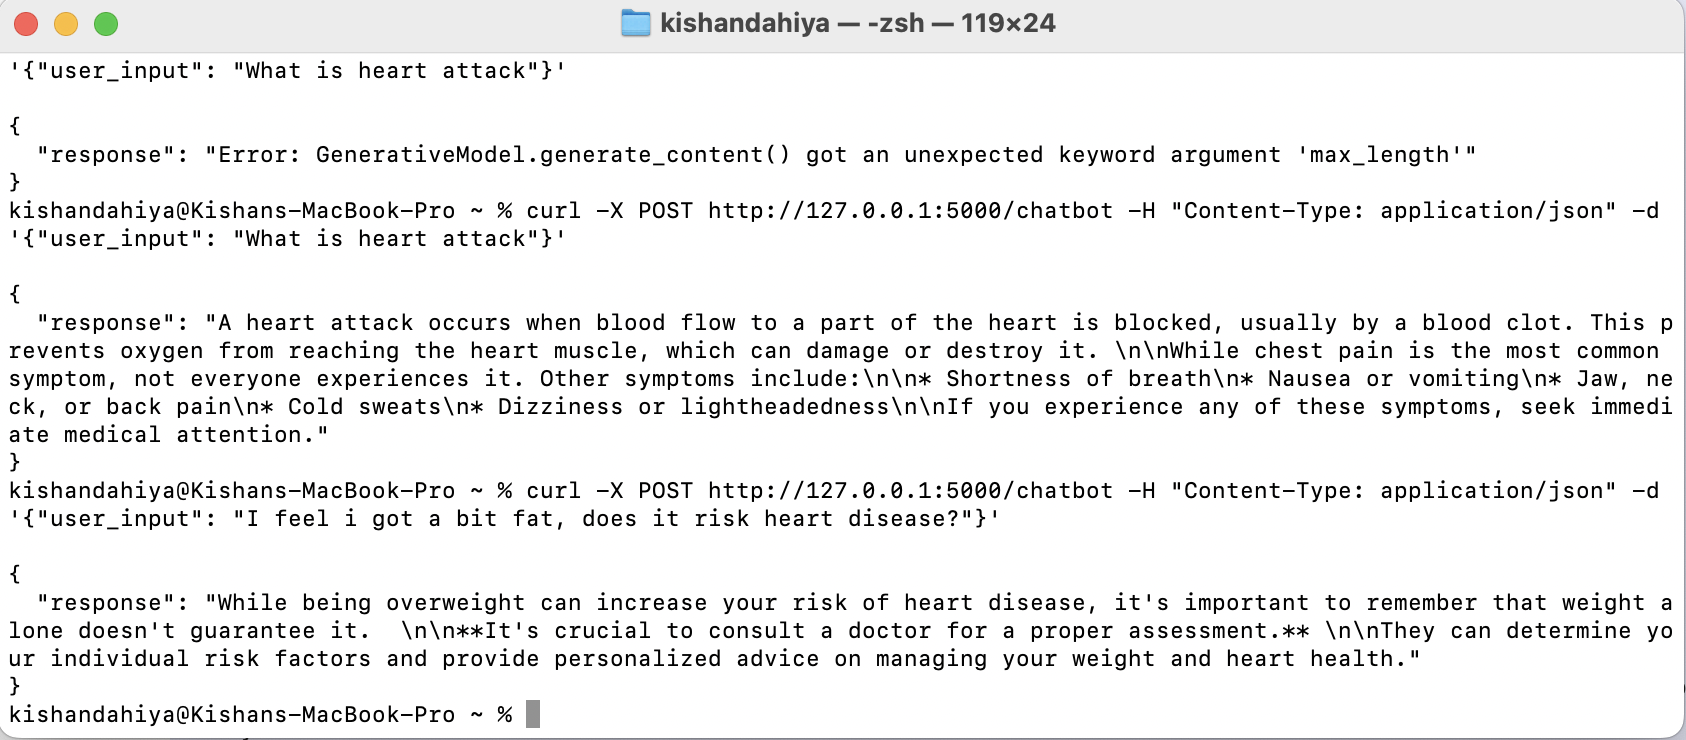 kishandahiya — -zsh — 119×24
'{"user_input": "What is heart attack"}'
{
  "response": "Error: GenerativeModel.generate_content() got an unexpected keyword argument 'max_length'"
}
kishandahiya@Kishans-MacBook-Pro ~ % curl -X POST http://127.0.0.1:5000/chatbot -H "Content-Type: application/json" -d
'{"user_input": "What is heart attack"}'
{
  "response": "A heart attack occurs when blood flow to a part of the heart is blocked, usually by a blood clot. This p
revents oxygen from reaching the heart muscle, which can damage or destroy it. \n\nWhile chest pain is the most common
symptom, not everyone experiences it. Other symptoms include:\n\n* Shortness of breath\n* Nausea or vomiting\n* Jaw, ne
ck, or back pain\n* Cold sweats\n* Dizziness or lightheadedness\n\nIf you experience any of these symptoms, seek immedi
ate medical attention."
}
kishandahiya@Kishans-MacBook-Pro ~ % curl -X POST http://127.0.0.1:5000/chatbot -H "Content-Type: application/json" -d
'{"user_input": "I feel i got a bit fat, does it risk heart disease?"}'
{
  "response": "While being overweight can increase your risk of heart disease, it's important to remember that weight a
lone doesn't guarantee it.  \n\n**It's crucial to consult a doctor for a proper assessment.** \n\nThey can determine yo
ur individual risk factors and provide personalized advice on managing your weight and heart health."
}
kishandahiya@Kishans-MacBook-Pro ~ %